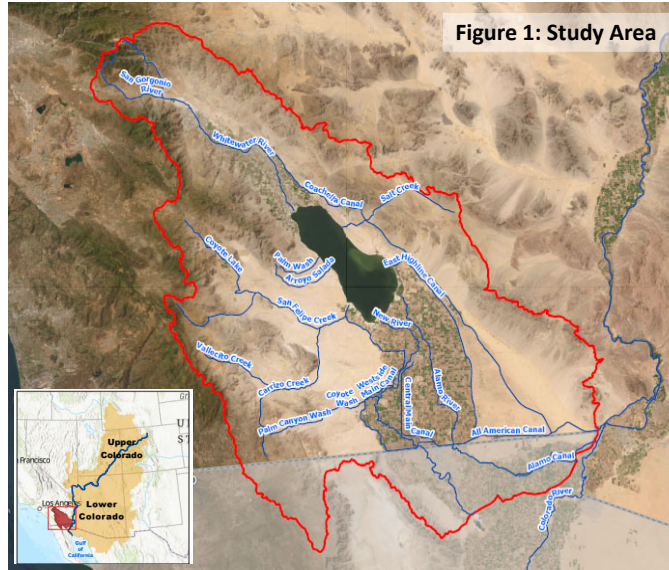 Figure 1: Study Area
San Gorgonio
River
Whitewater River
Coachella Canal
Salt Creek
Coyote Lake
Palm Wash
Arroyo Salada
East Highline Canal
San Felipe Creek
New River
Vallecito Creek
Carrizo Creek
Coyote
Wash
Westside
Main Canal
Central Main
Canal
Alamo River
Palm Canyon Wash
All American Canal
Alamo Canal
Colorado River
Upper
Colorado
Lower
Colorado
Francisco
Los Angeles
Gulf
of
California